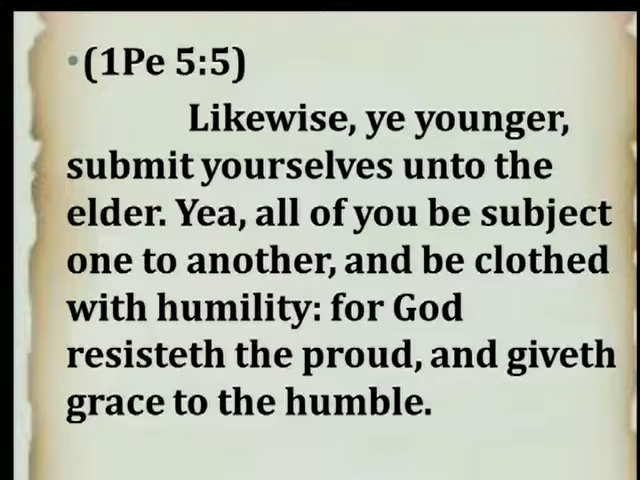 •(1Pe 5:5)
Likewise, ye younger,
submit yourselves unto the
elder. Yea, all of you be subject
one to another, and be clothed
with humility: for God
resisteth the proud, and giveth
grace to the humble.